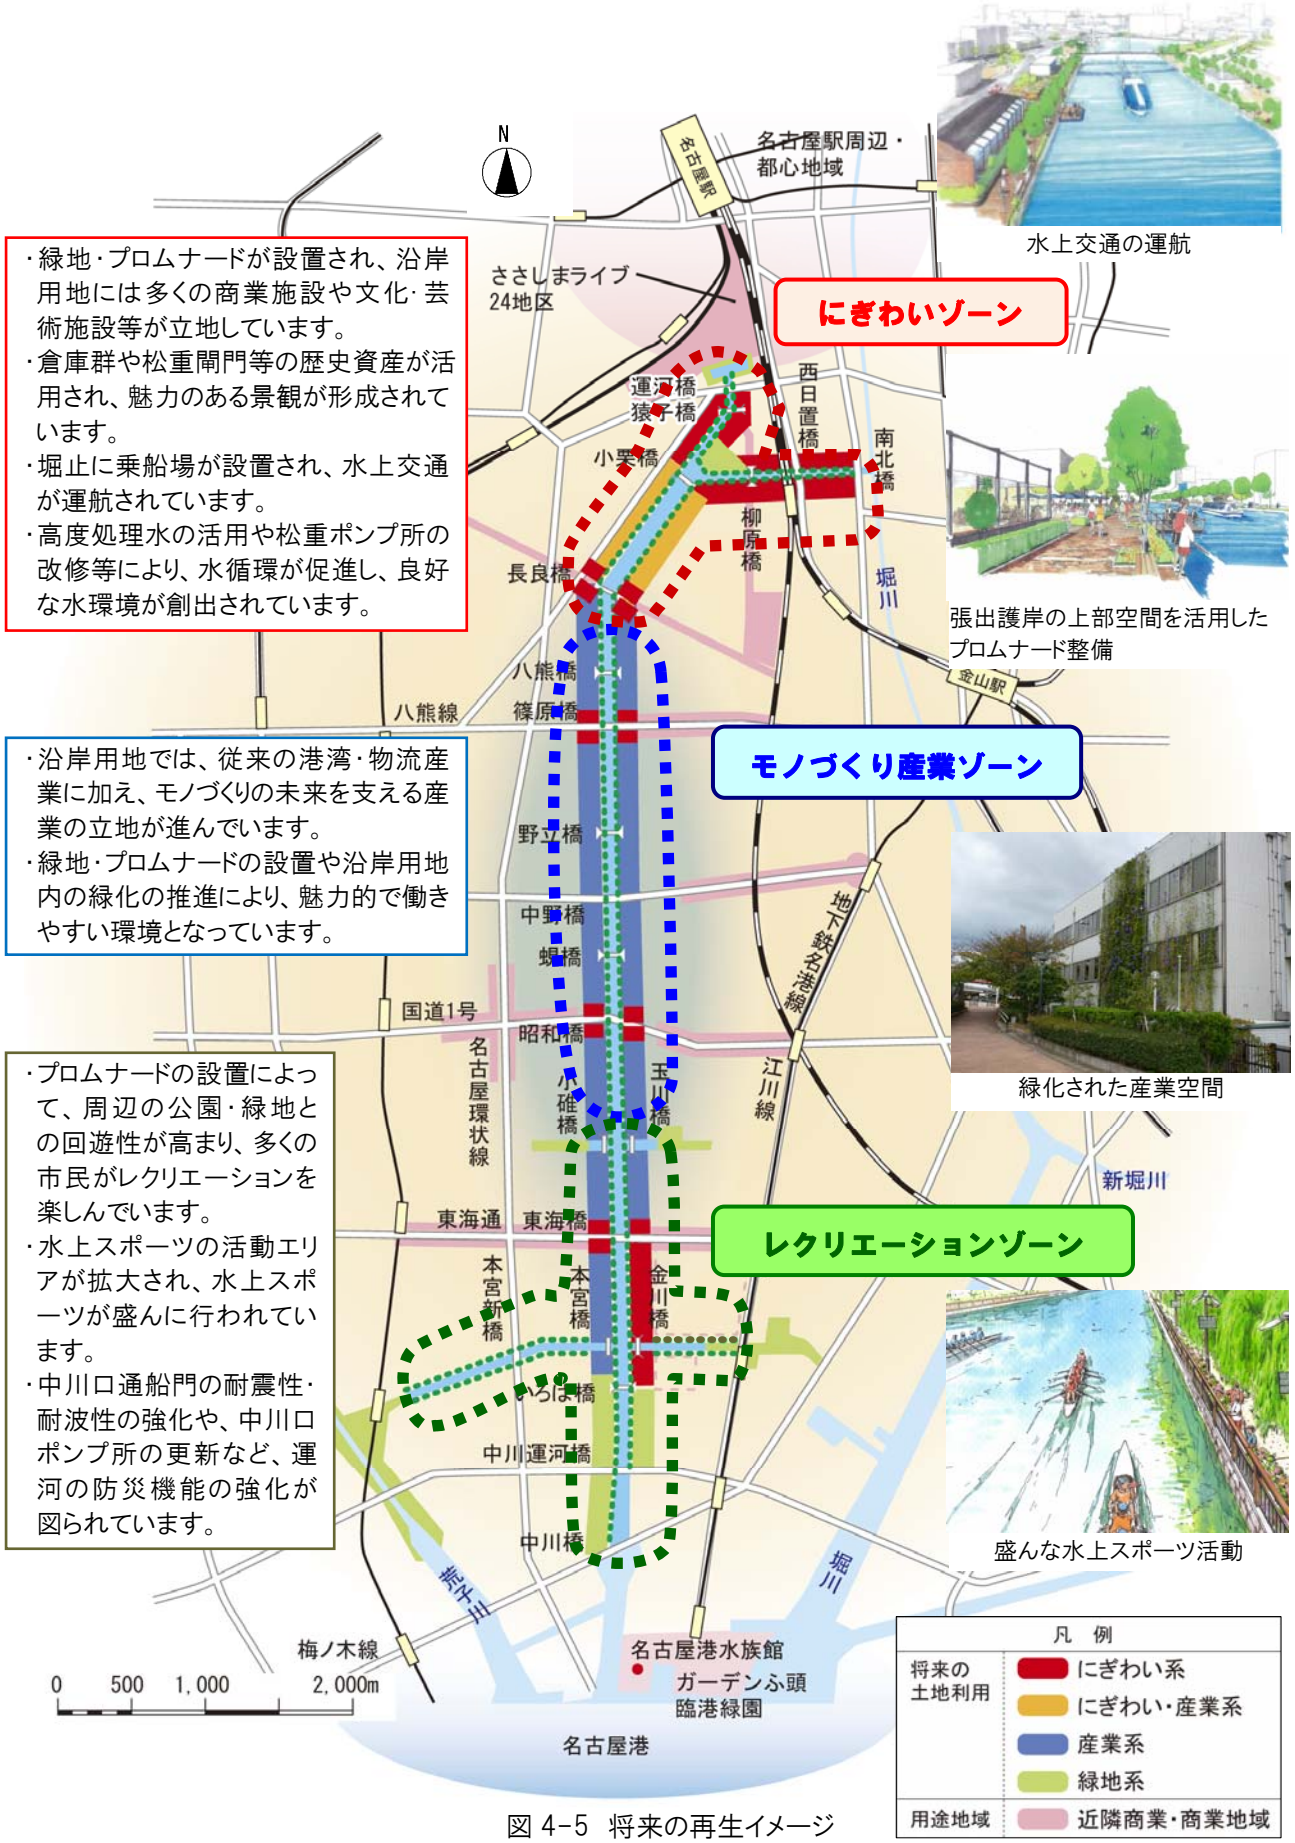 水上交通の運航
N
名古屋駅
名古屋駅周辺・
都心地域
ささしまライブ
24地区
にぎわいゾーン
・緑地・プロムナードが設置され、沿岸
用地には多くの商業施設や文化・芸
術施設等が立地しています。
・倉庫群や松重閘門等の歴史資産が活
用され、魅力のある景観が形成されて
います。
・堀止に乗船場が設置され、水上交通
が運航されています。
・高度処理水の活用や松重ポンプ所の
改修等により、水循環が促進し、良好
な水環境が創出されています。
運河橋
猿子橋
小栗橋
西日置橋
南北橋
柳原橋
長良橋
堀川
張出護岸の上部空間を活用した
プロムナード整備
金山駅
八熊橋
八熊線
篠原橋
モノづくり産業ゾーン
・沿岸用地では、従来の港湾・物流産
業に加え、モノづくりの未来を支える産
業の立地が進んでいます。
・緑地・プロムナードの設置や沿岸用地
内の緑化の推進により、魅力的で働き
やすい環境となっています。
野立橋
中野橋
蜆橋
地下鉄名港線
国道1号
昭和橋
名古屋環状線
小碓橋
玉川橋
江川線
緑化された産業空間
新堀川
・プロムナードの設置によっ
て、周辺の公園・緑地と
の回遊性が高まり、多くの
市民がレクリエーションを
楽しんでいます。
・水上スポーツの活動エリ
アが拡大され、水上スポ
ーツが盛んに行われてい
ます。
・中川口通船門の耐震性・
耐波性の強化や、中川口
ポンプ所の更新など、運
河の防災機能の強化が
図られています。
東海通
東海橋
レクリエーションゾーン
本宮新橋
本宮橋
金川橋
いろは橋
中川運河橋
中川橋
荒子川
堀川
盛んな水上スポーツ活動
梅ノ木線
名古屋港水族館
ガーデンふ頭
臨港緑園
名古屋港
0 500 1,000 2,000m
凡 例
将来の
土地利用
にぎわい系
にぎわい・産業系
産業系
緑地系
用途地域
近隣商業・商業地域
図 4-5 将来の再生イメージ